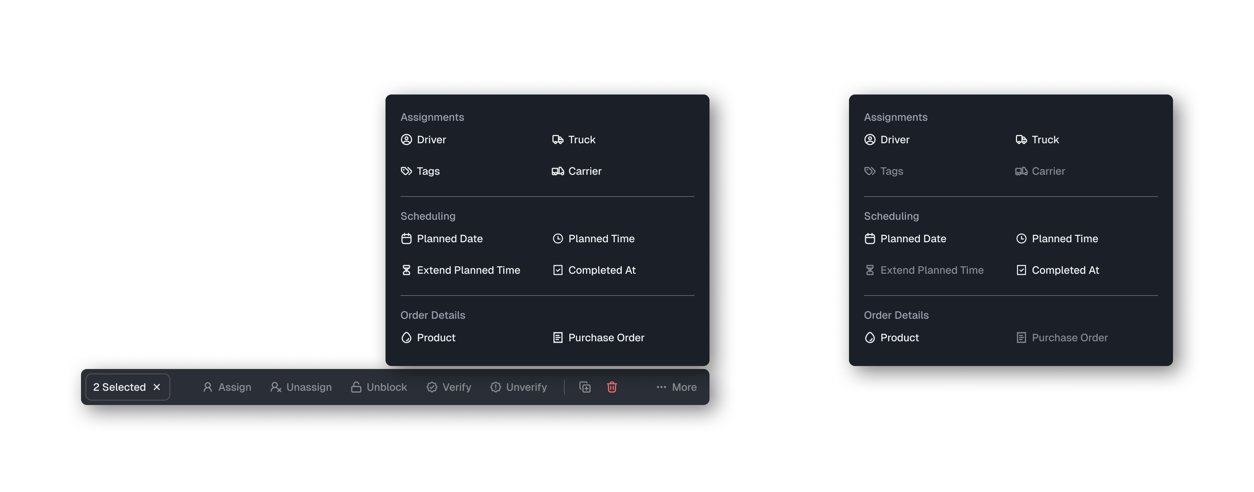 Assignments
Driver
Truck
Tags
Carrier
Scheduling
Planned Date
Planned Time
Extend Planned Time
Completed At
Order Details
Product
Purchase Order
2 Selected
Assign
Unassign
Unblock
Verify
Unverify
More
Assignments
Driver
Truck
Tags
Carrier
Scheduling
Planned Date
Planned Time
Extend Planned Time
Completed At
Order Details
Product
Purchase Order